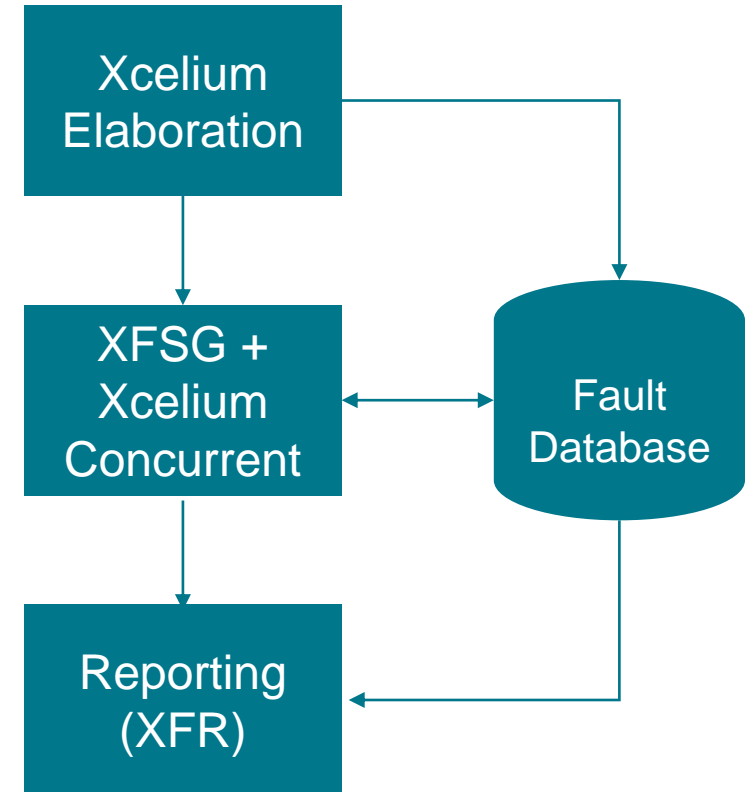 Xcelium
Elaboration
XFSG +
Xcelium
Concurrent
Fault
Database
Reporting
(XFR)